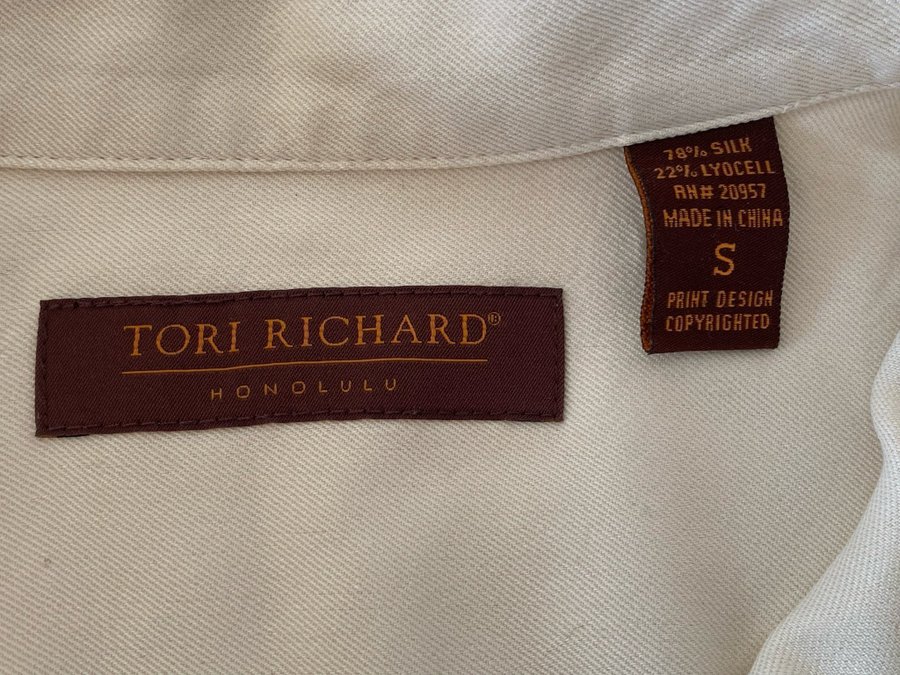 TORI RICHARD®
HONOLULU
78% SILK
22% LYOCELL
RN# 20957
MADE IN CHINA
S
PRINT DESIGN
COPYRIGHTED